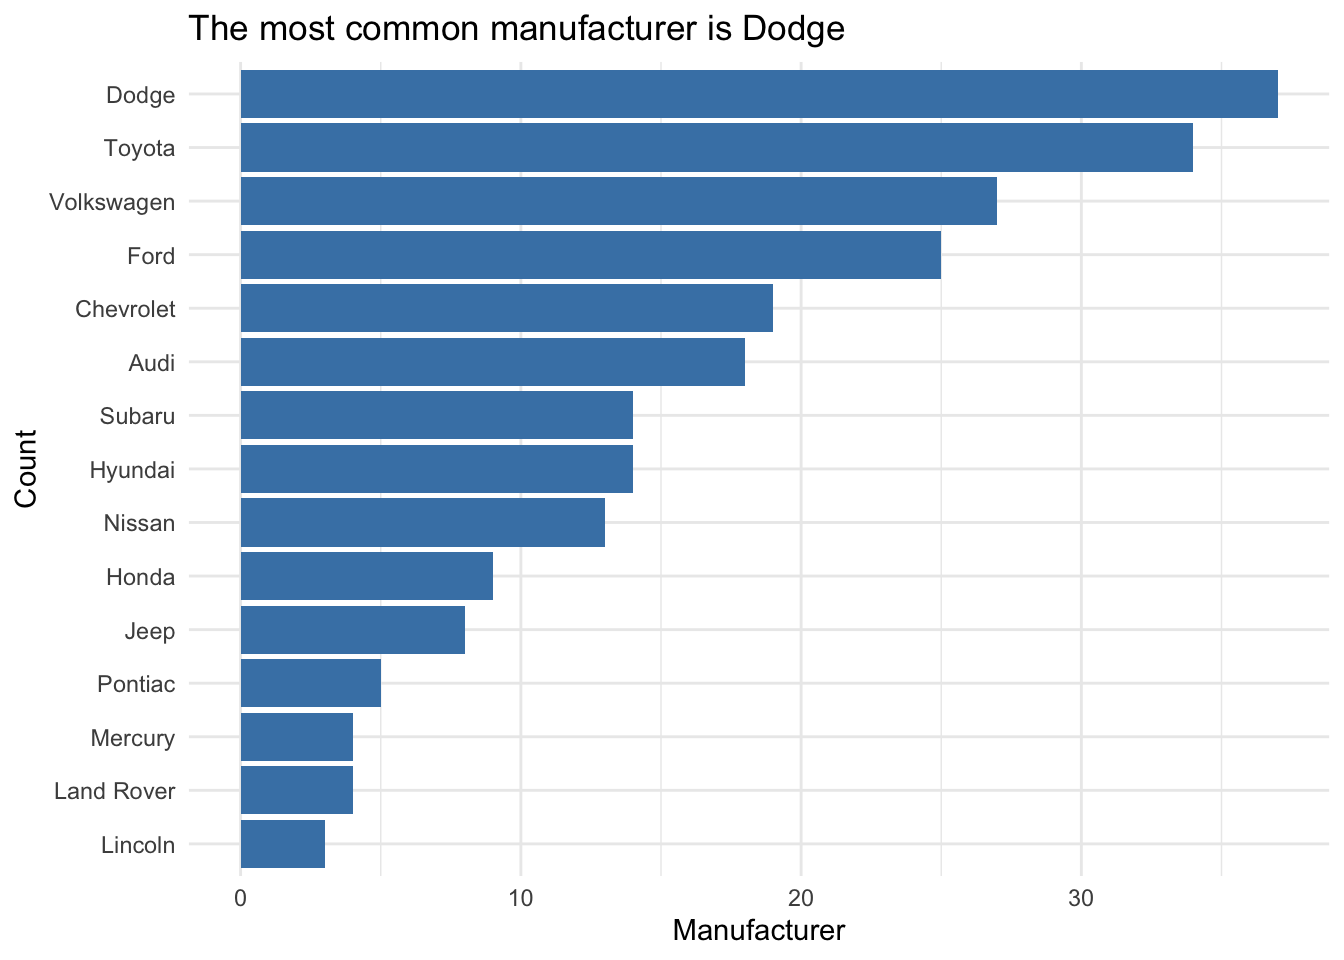 The most common manufacturer is Dodge
Dodge
Toyota
Volkswagen
Ford
Chevrolet
Audi
Subaru
Hyundai
Nissan
Honda
Jeep
Pontiac
Mercury
Land Rover
Lincoln
Count
0 10 20 30
Manufacturer